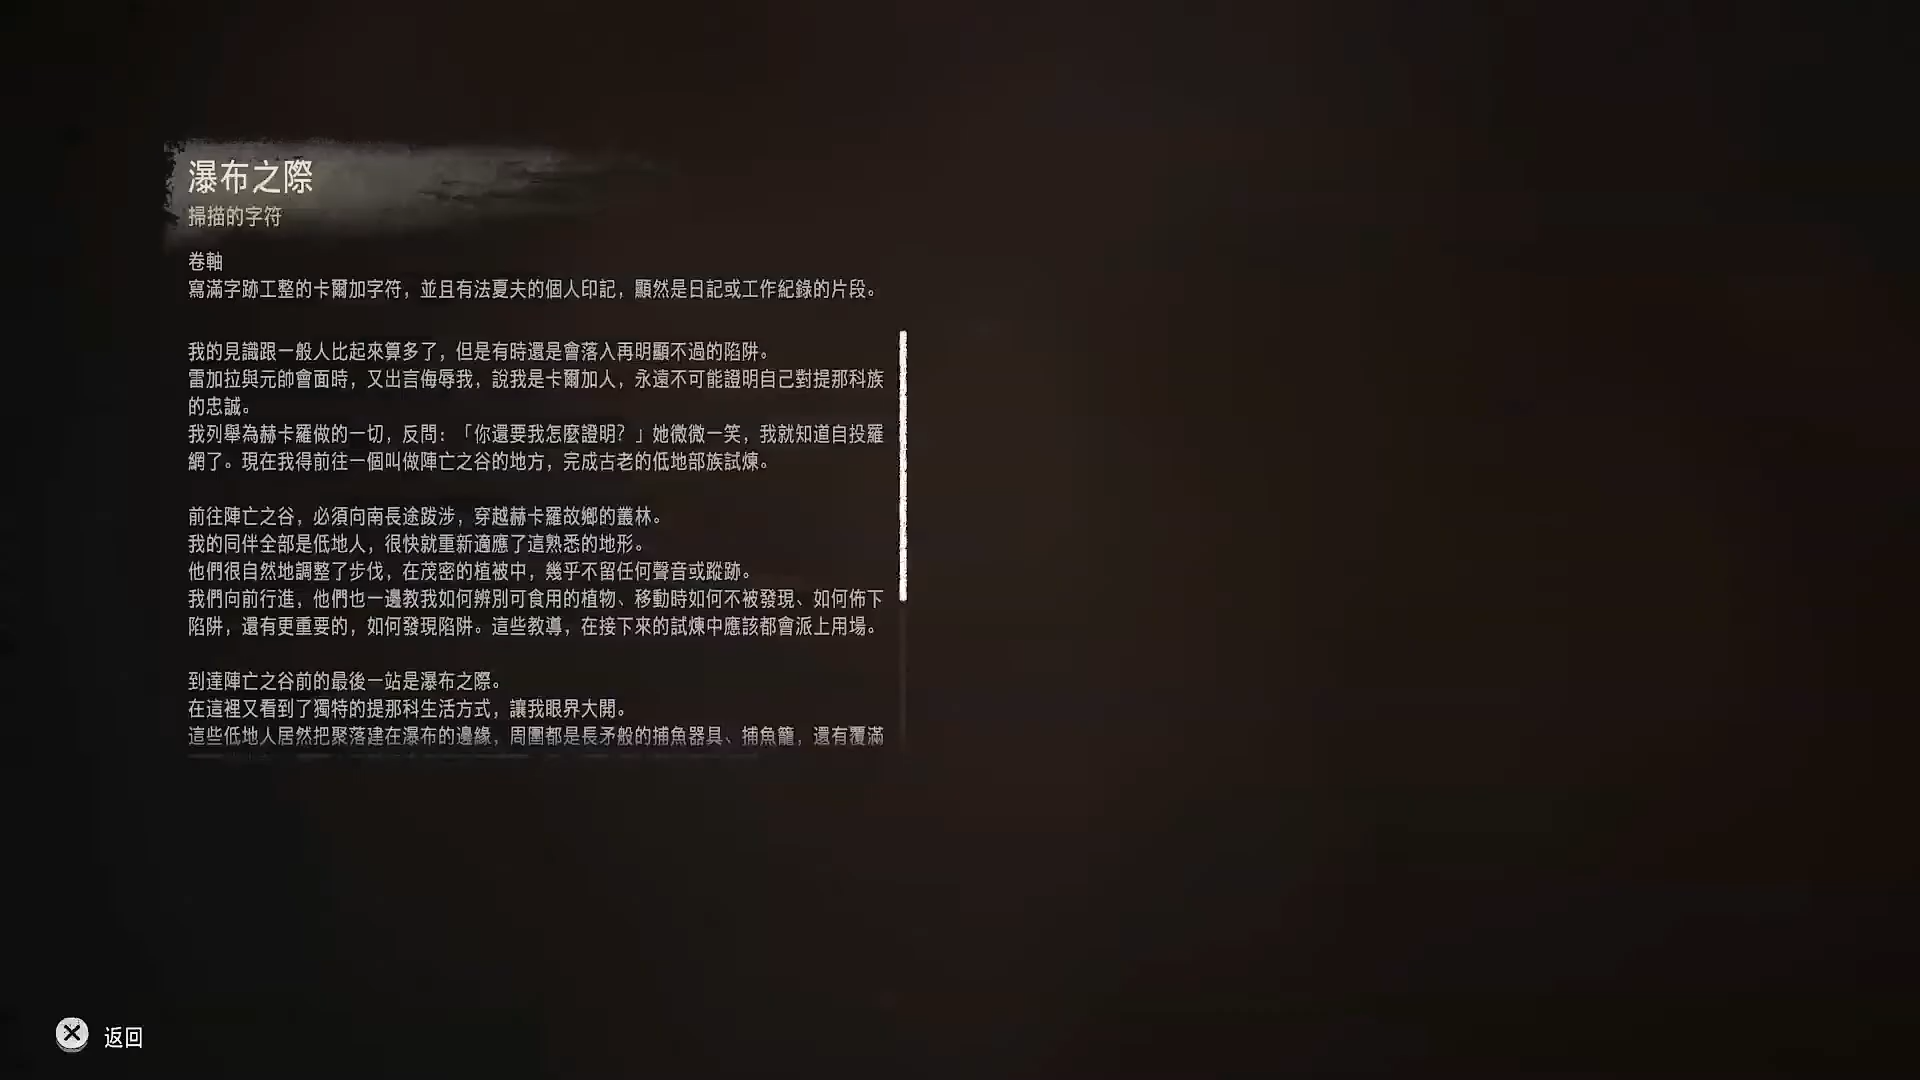 瀑布之際
掃描的字符
卷軸
寫滿字跡工整的卡爾加字符，並且有法夏夫的個人印記，顯然是日記或工作紀錄的片段。
我的見識跟一般人比起來算多了，但是有時還是會落入再明顯不過的陷阱。
雷加拉與元帥會面時，又出言侮辱我，說我是卡爾加人，永遠不可能證明自己對提那科族
的忠誠。
我列舉為赫卡羅做的一切，反問：「你還要我怎麼證明？」她微微一笑，我就知道自投羅
網了。現在我得前往一個叫做陣亡之谷的地方，完成古老的低地部族試煉。
前往陣亡之谷，必須向南長途跋涉，穿越赫卡羅故鄉的叢林。
我的同伴全部是低地人，很快就重新適應了這熟悉的地形。
他們很自然地調整了步伐，在茂密的植被中，幾乎不留任何聲音或蹤跡。
我們向前行進，他們也一邊教我如何辨別可食用的植物、移動時如何不被發現、如何佈下
陷阱，還有更重要的，如何發現陷阱。這些教導，在接下來的試煉中應該都會派上用場。
到達陣亡之谷前的最後一站是瀑布之際。
在這裡又看到了獨特的提那科生活方式，讓我眼界大開。
這些低地人居然把聚落建在瀑布的邊緣，周圍都是長矛般的捕魚器具、捕魚籠，還有覆滿
返回